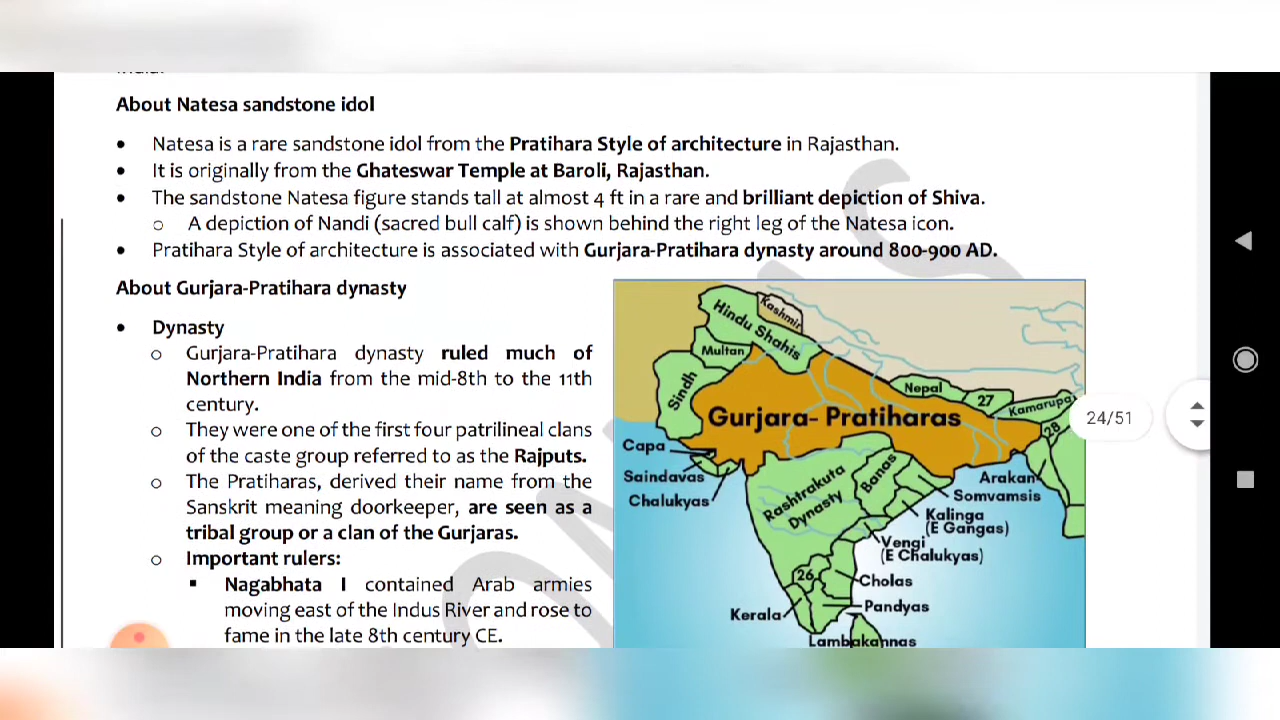 About Natesa sandstone idol
• Natesa is a rare sandstone idol from the Pratihara Style of architecture in Rajasthan.
• It is originally from the Ghateswar Temple at Baroli, Rajasthan.
• The sandstone Natesa figure stands tall at almost 4 ft in a rare and brilliant depiction of Shiva.
○ A depiction of Nandi (sacred bull calf) is shown behind the right leg of the Natesa icon.
• Pratihara Style of architecture is associated with Gurjara-Pratihara dynasty around 800-900 AD.
About Gurjara-Pratihara dynasty
• Dynasty
○ Gurjara-Pratihara dynasty ruled much of
Northern India from the mid-8th to the 11th
century.
○ They were one of the first four patrilineal clans
of the caste group referred to as the Rajputs.
○ The Pratiharas, derived their name from the
Sanskrit meaning doorkeeper, are seen as a
tribal group or a clan of the Gurjaras.
○ Important rulers:
▪ Nagabhata I contained Arab armies
moving east of the Indus River and rose to
fame in the late 8th century CE.
Kashmir
Hindu Shahis
Multan
Sindh
Nepal
27
Kamarupa
28
Gurjara- Pratiharas
Capa
Saindavas
Chalukyas
Rashtrakuta
Dynasty
Banas
Arakan
Somvamsis
Kalinga
(E Gangas)
Vengi
(E Chalukyas)
26
Cholas
Pandyas
Kerala
Lambakannas
24/51